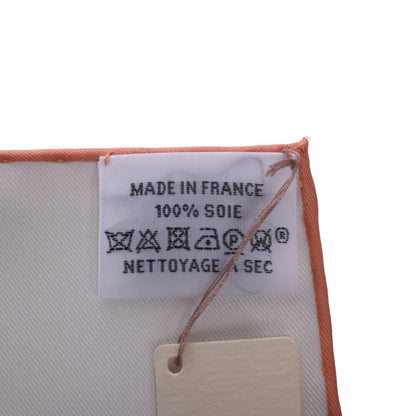 MADE IN FRANCE
100% SOIE
P W ®
NETTOYAGE A SEC